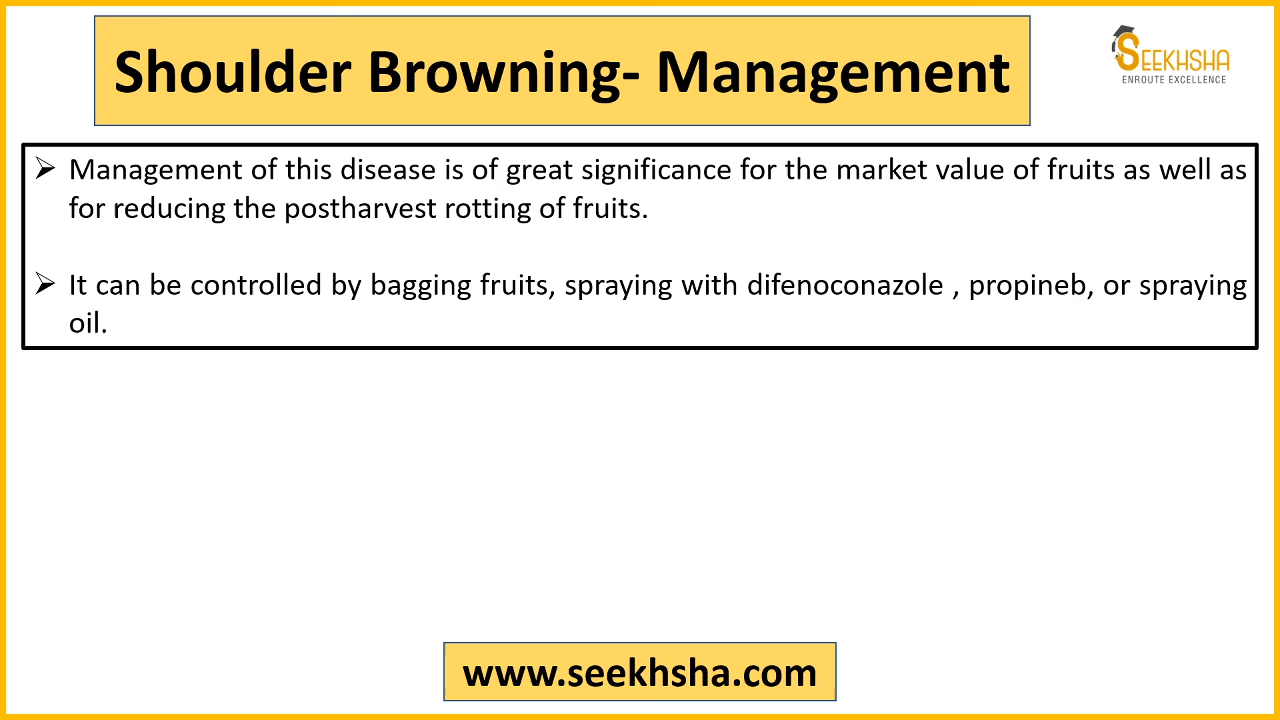 Shoulder Browning- Management
SEEKHSHA
ENROUTE EXCELLENCE
➢ Management of this disease is of great significance for the market value of fruits as well as
for reducing the postharvest rotting of fruits.
➢ It can be controlled by bagging fruits, spraying with difenoconazole , propineb, or spraying
oil.
www.seekhsha.com